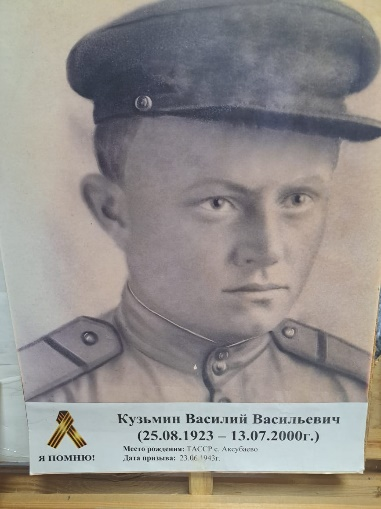 Кузьмин Василий Васильевич
(25.08.1923 – 13.07.2000г.)
Место рождения: ТАССР с. Аксубаево
Дата призыва: 23.06.1943г.
Я ПОМНЮ!